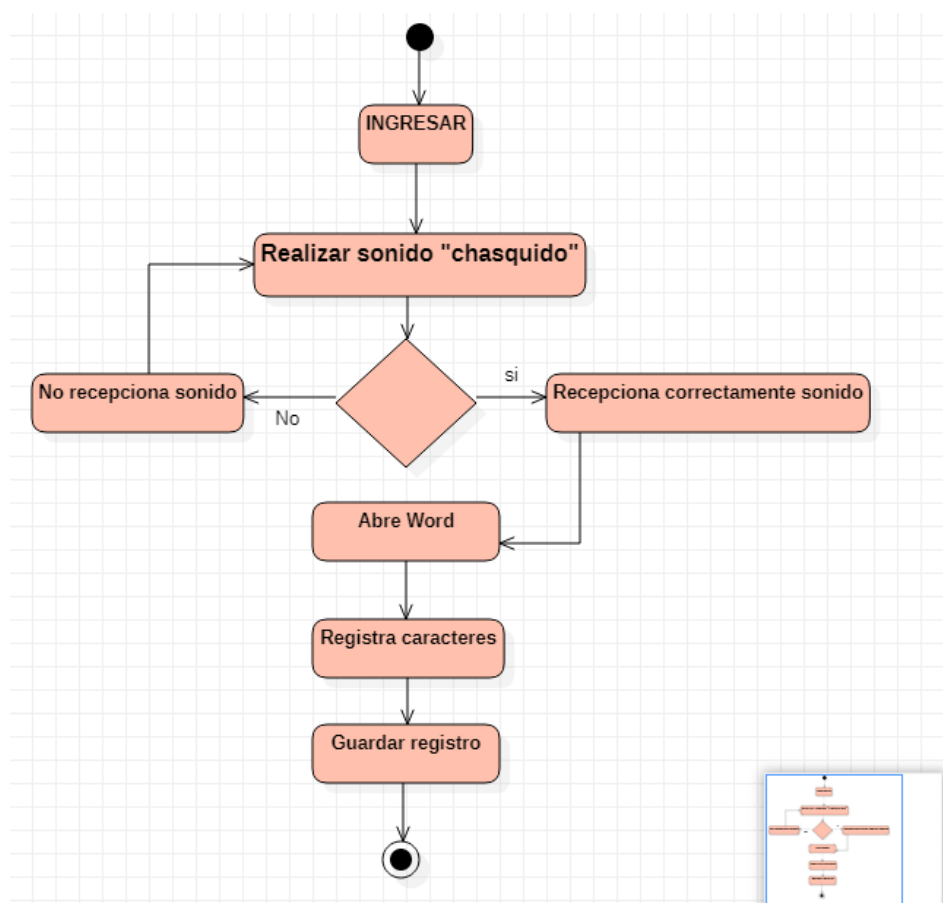 INGRESAR
Realizar sonido "chasquido"
si
No recepciona sonido
Recepciona correctamente sonido
No
Abre Word
Registra caracteres
Guardar registro